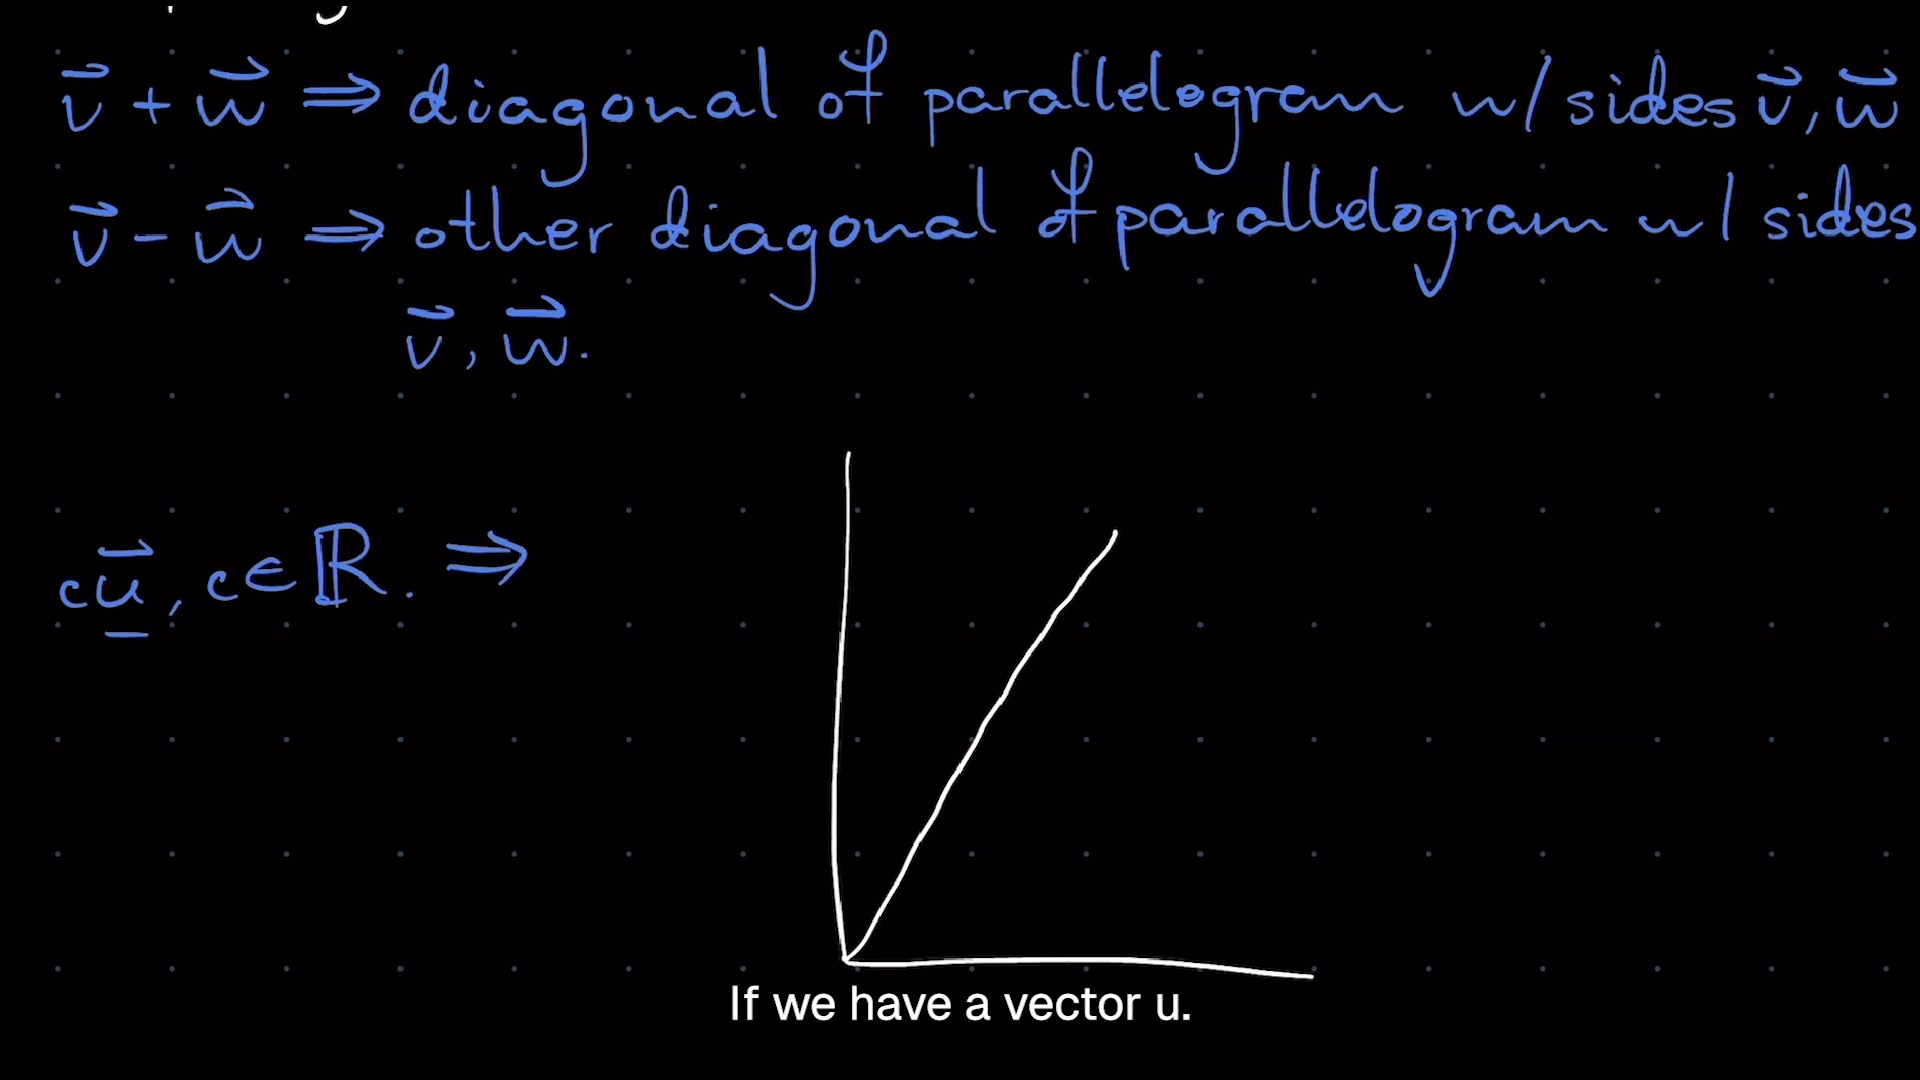 v⃗ + w⃗ ⇒ diagonal of parallelogram w/ sides v⃗, w⃗
v⃗ - w⃗ ⇒ other diagonal of parallelogram w/ sides
v⃗, w⃗.
cu⃗, c∈ℝ. ⇒
If we have a vector u.